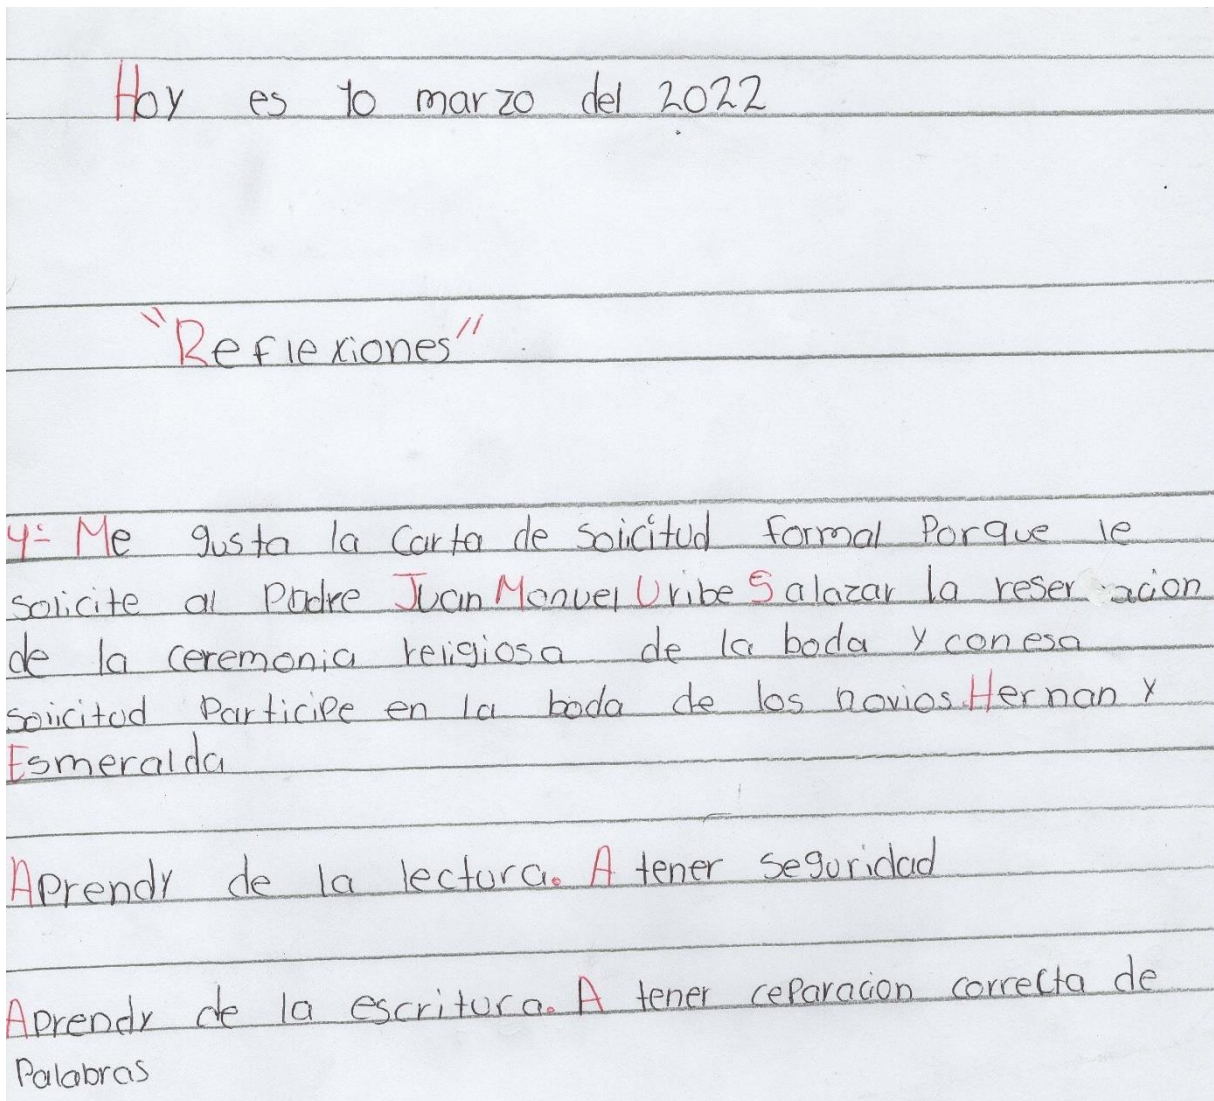 Hoy es 10 marzo del 2022
"Reflexiones"
4º- Me gusta la Carta de solicitud formal Porque le
solicite al Padre Juan Manuel Uribe Salazar la reser acion
de la ceremonia religiosa de la boda y con esa
solicitud Participe en la boda de los novios Hernan y
Esmeralda
Aprendy de la lectura. A tener seguridad
Aprendy de la escritura. A tener ceparacion correcta de
Palabras